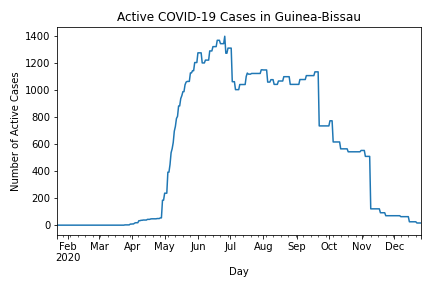 Active COVID-19 Cases in Guinea-Bissau
Number of Active Cases
1400
1200
1000
800
600
400
200
0
Feb Mar Apr May Jun Jul Aug Sep Oct Nov Dec
2020
Day